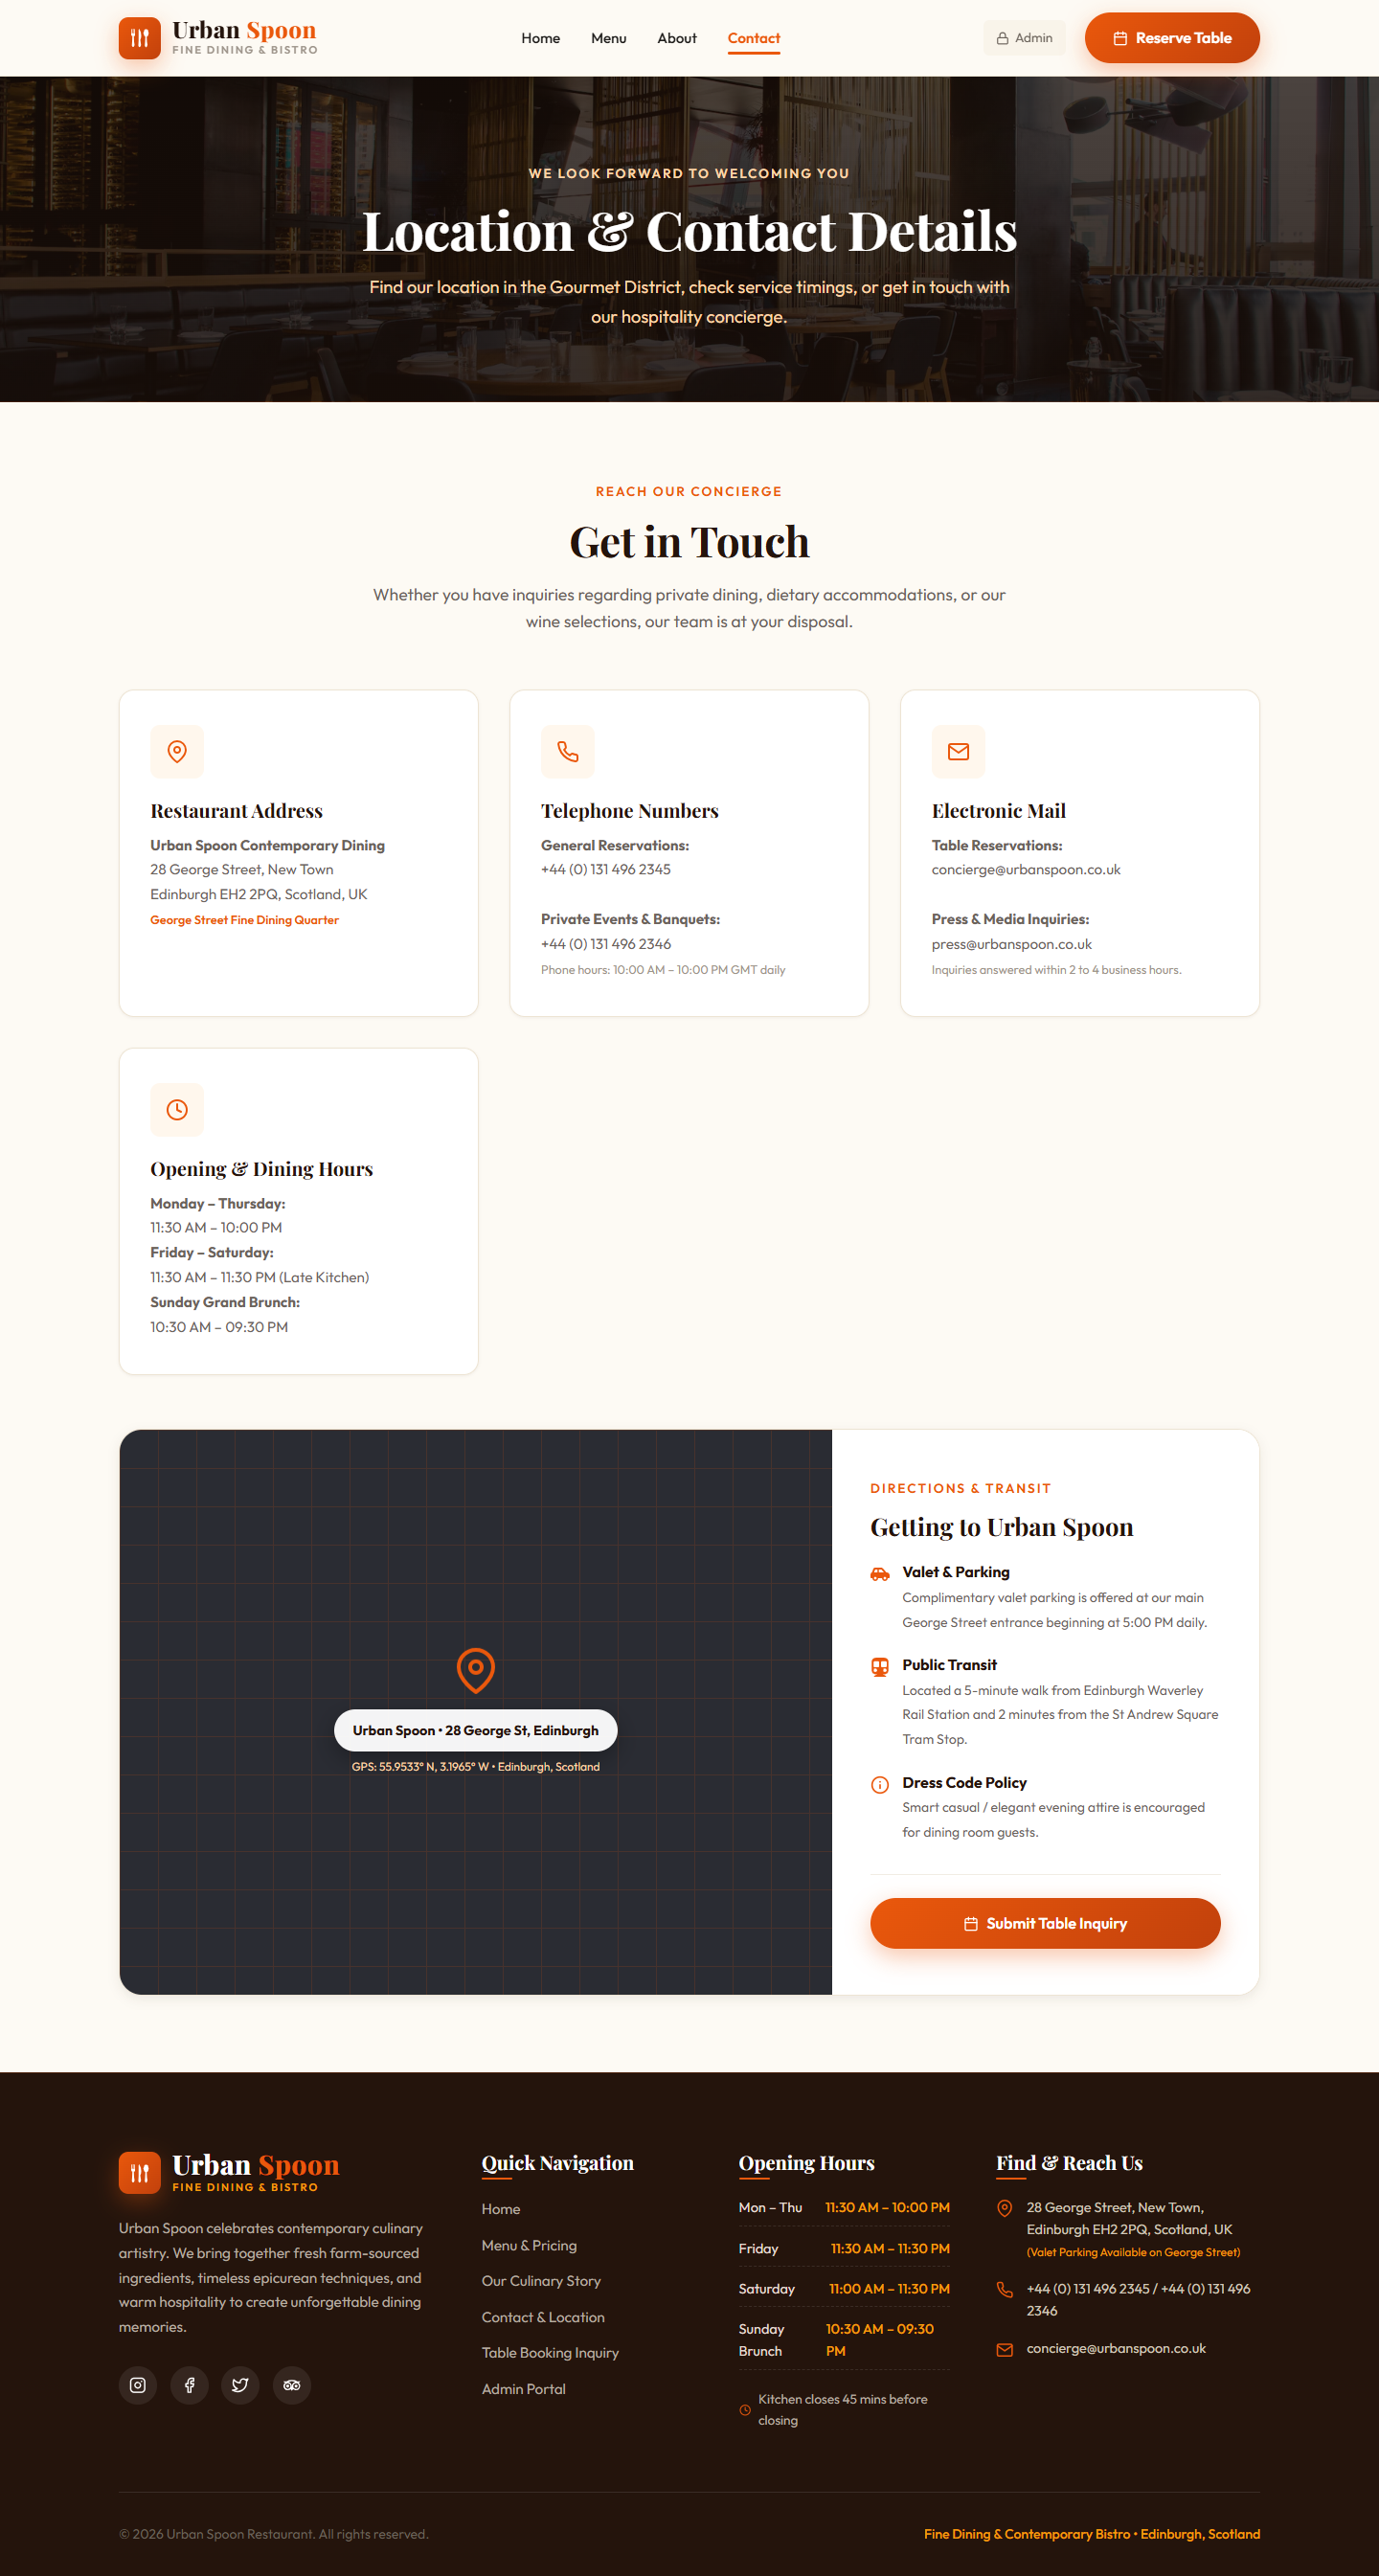 Urban Spoon
FINE DINING & BISTRO
Home
Menu
About
Contact
Admin
Reserve Table
WE LOOK FORWARD TO WELCOMING YOU
Location & Contact Details
Find our location in the Gourmet District, check service timings, or get in touch with
our hospitality concierge.
REACH OUR CONCIERGE
Get in Touch
Whether you have inquiries regarding private dining, dietary accommodations, or our
wine selections, our team is at your disposal.
Restaurant Address
Urban Spoon Contemporary Dining
28 George Street, New Town
Edinburgh EH2 2PQ, Scotland, UK
George Street Fine Dining Quarter
Telephone Numbers
General Reservations:
+44 (0) 131 496 2345
Private Events & Banquets:
+44 (0) 131 496 2346
Phone hours: 10:00 AM – 10:00 PM GMT daily
Electronic Mail
Table Reservations:
concierge@urbanspoon.co.uk
Press & Media Inquiries:
press@urbanspoon.co.uk
Inquiries answered within 2 to 4 business hours.
Opening & Dining Hours
Monday – Thursday:
11:30 AM – 10:00 PM
Friday – Saturday:
11:30 AM – 11:30 PM (Late Kitchen)
Sunday Grand Brunch:
10:30 AM – 09:30 PM
Urban Spoon • 28 George St, Edinburgh
GPS: 55.9533° N, 3.1965° W • Edinburgh, Scotland
DIRECTIONS & TRANSIT
Getting to Urban Spoon
Valet & Parking
Complimentary valet parking is offered at our main
George Street entrance beginning at 5:00 PM daily.
Public Transit
Located a 5-minute walk from Edinburgh Waverley
Rail Station and 2 minutes from the St Andrew Square
Tram Stop.
Dress Code Policy
Smart casual / elegant evening attire is encouraged
for dining room guests.
Submit Table Inquiry
Urban Spoon
FINE DINING & BISTRO
Urban Spoon celebrates contemporary culinary
artistry. We bring together fresh farm-sourced
ingredients, timeless epicurean techniques, and
warm hospitality to create unforgettable dining
memories.
Quick Navigation
Home
Menu & Pricing
Our Culinary Story
Contact & Location
Table Booking Inquiry
Admin Portal
Opening Hours
Mon – Thu 11:30 AM – 10:00 PM
Friday 11:30 AM – 11:30 PM
Saturday 11:00 AM – 11:30 PM
Sunday 10:30 AM – 09:30
Brunch PM
Kitchen closes 45 mins before
closing
Find & Reach Us
28 George Street, New Town,
Edinburgh EH2 2PQ, Scotland, UK
(Valet Parking Available on George Street)
+44 (0) 131 496 2345 / +44 (0) 131 496
2346
concierge@urbanspoon.co.uk
© 2026 Urban Spoon Restaurant. All rights reserved.
Fine Dining & Contemporary Bistro • Edinburgh, Scotland